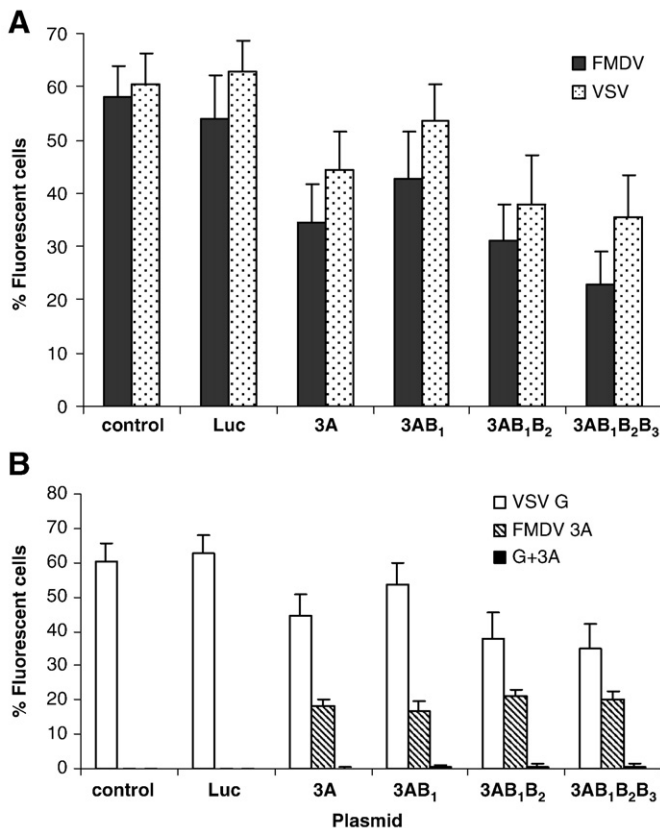 A
70
60
50
40
30
20
10
0
% Fluorescent cells
FMDV
VSV
control Luc 3A 3AB₁ 3AB₁B₂ 3AB₁B₂B₃
B
80
70
60
50
40
30
20
10
0
% Fluorescent cells
VSV G
FMDV 3A
G+3A
control Luc 3A 3AB₁ 3AB₁B₂ 3AB₁B₂B₃
Plasmid